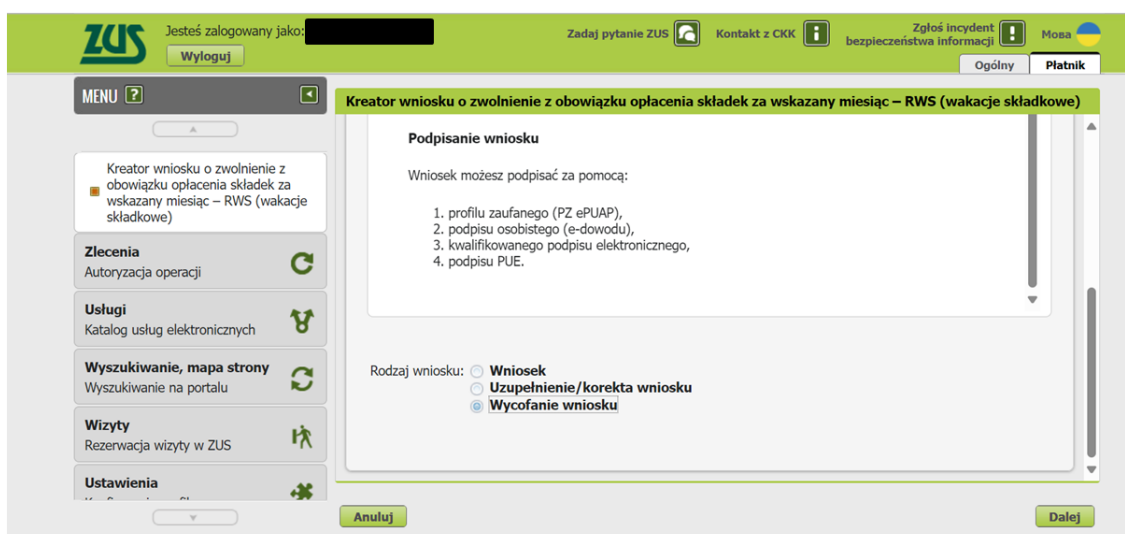 ZUS
Jesteś zalogowany jako:
Wyloguj
Zadaj pytanie ZUS
Kontakt z CKK
Zgłoś incydent
bezpieczeństwa informacji
Мова
Ogólny
Płatnik
MENU ?
Kreator wniosku o zwolnienie z
obowiązku opłacenia składek za
wskazany miesiąc – RWS (wakacje
składkowe)
Zlecenia
Autoryzacja operacji
Usługi
Katalog usług elektronicznych
Wyszukiwanie, mapa strony
Wyszukiwanie na portalu
Wizyty
Rezerwacja wizyty w ZUS
Ustawienia
Kreator wniosku o zwolnienie z obowiązku opłacenia składek za wskazany miesiąc – RWS (wakacje składkowe)
Podpisanie wniosku
Wniosek możesz podpisać za pomocą:
1. profilu zaufanego (PZ ePUAP),
2. podpisu osobistego (e-dowodu),
3. kwalifikowanego podpisu elektronicznego,
4. podpisu PUE.
Rodzaj wniosku: Wniosek
Uzupełnienie/korekta wniosku
Wycofanie wniosku
Anuluj
Dalej